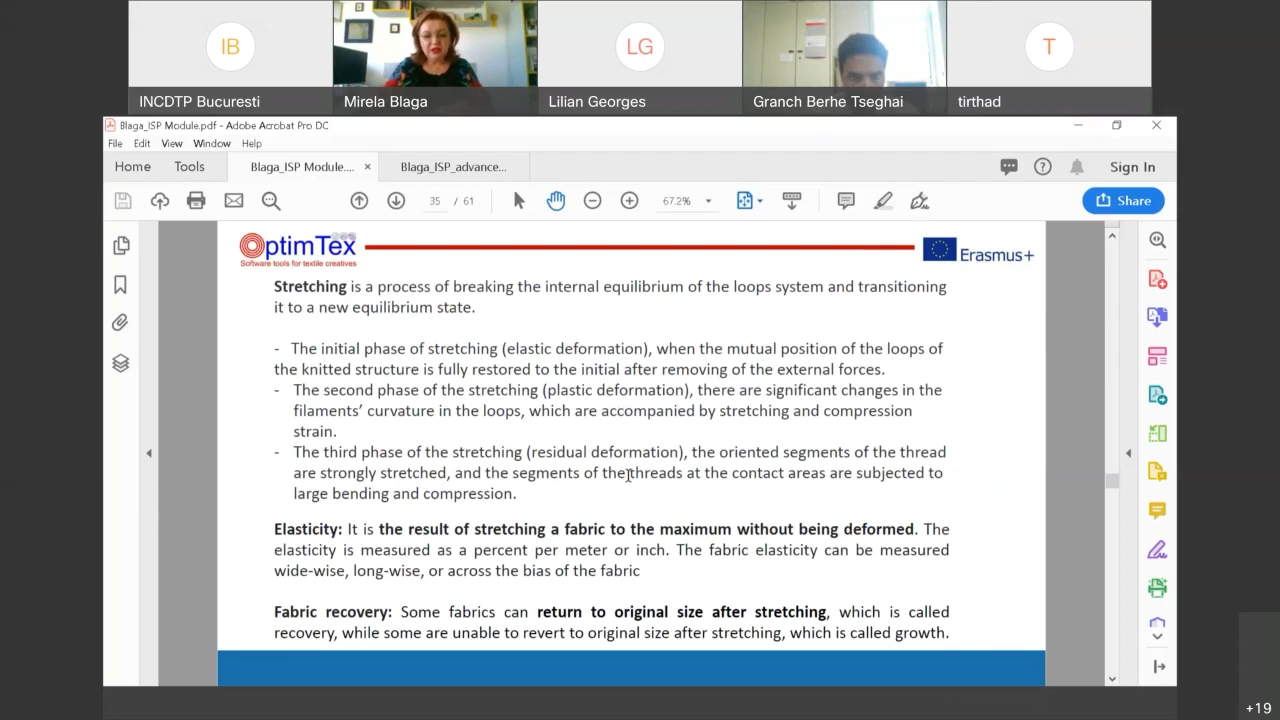 IB
LG
T
INCDTP Bucuresti
Mirela Blaga
Lilian Georges
Granch Berhe Tseghai
tirthad
Blaga_ISP Module.pdf - Adobe Acrobat Pro DC
File Edit View Window Help
Home Tools Blaga_ISP Module.... × Blaga_ISP_advance... Sign In
35 / 61 67.2% Share
OptimTex
Software tools for textile creatives
Erasmus+
Stretching is a process of breaking the internal equilibrium of the loops system and transitioning
it to a new equilibrium state.
- The initial phase of stretching (elastic deformation), when the mutual position of the loops of
the knitted structure is fully restored to the initial after removing of the external forces.
- The second phase of the stretching (plastic deformation), there are significant changes in the
filaments' curvature in the loops, which are accompanied by stretching and compression
strain.
- The third phase of the stretching (residual deformation), the oriented segments of the thread
are strongly stretched, and the segments of the threads at the contact areas are subjected to
large bending and compression.
Elasticity: It is the result of stretching a fabric to the maximum without being deformed. The
elasticity is measured as a percent per meter or inch. The fabric elasticity can be measured
wide-wise, long-wise, or across the bias of the fabric
Fabric recovery: Some fabrics can return to original size after stretching, which is called
recovery, while some are unable to revert to original size after stretching, which is called growth.
+19